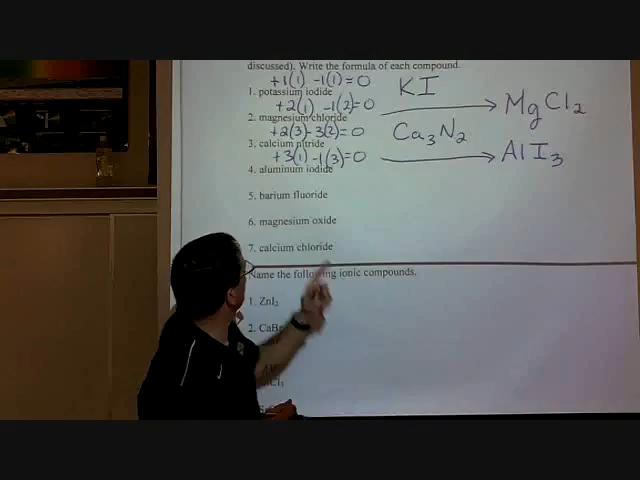 discussed). Write the formula of each compound.
+1(1) -1(1)=0 KI
1. potassium iodide
+2(1) -1(2)=0 → MgCl2
2. magnesium chloride
+2(3)-3(2)=0 Ca3N2
3. calcium nitride
+3(1) -1(3)=0 → AlI3
4. aluminum iodide
5. barium fluoride
6. magnesium oxide
7. calcium chloride
Name the following ionic compounds.
1. ZnI2
2. CaBr